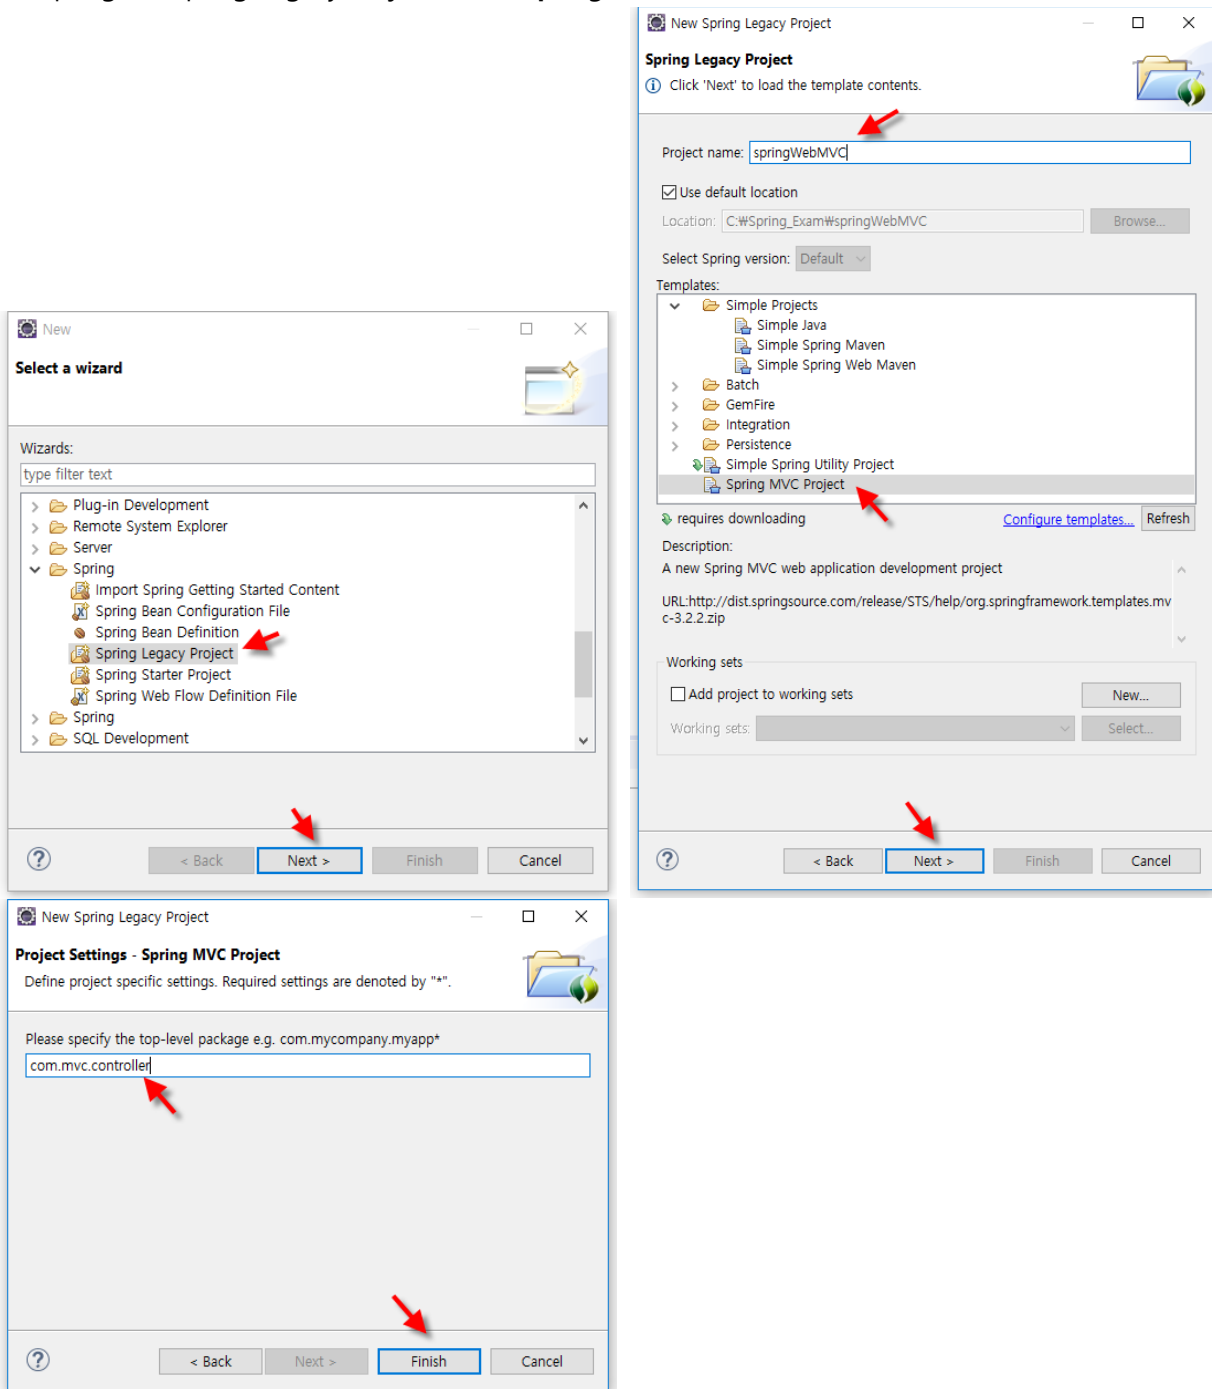 New Spring Legacy Project
Spring Legacy Project
Click 'Next' to load the template contents.
Project name: springWebMVC
Use default location
Location: C:₩Spring_Exam₩springWebMVC Browse...
Select Spring version: Default
Templates:
Simple Projects
Simple Java
Simple Spring Maven
Simple Spring Web Maven
Batch
GemFire
Integration
Persistence
Simple Spring Utility Project
Spring MVC Project
requires downloading Configure templates... Refresh
Description:
A new Spring MVC web application development project
URL:http://dist.springsource.com/release/STS/help/org.springframework.templates.mv
c-3.2.2.zip
Working sets
Add project to working sets New...
Working sets: Select...
? < Back Next > Finish Cancel
New
Select a wizard
Wizards:
type filter text
Plug-in Development
Remote System Explorer
Server
Spring
Import Spring Getting Started Content
Spring Bean Configuration File
Spring Bean Definition
Spring Legacy Project
Spring Starter Project
Spring Web Flow Definition File
Spring
SQL Development
? < Back Next > Finish Cancel
New Spring Legacy Project
Project Settings - Spring MVC Project
Define project specific settings. Required settings are denoted by "*".
Please specify the top-level package e.g. com.mycompany.myapp*
com.mvc.controller
? < Back Next > Finish Cancel